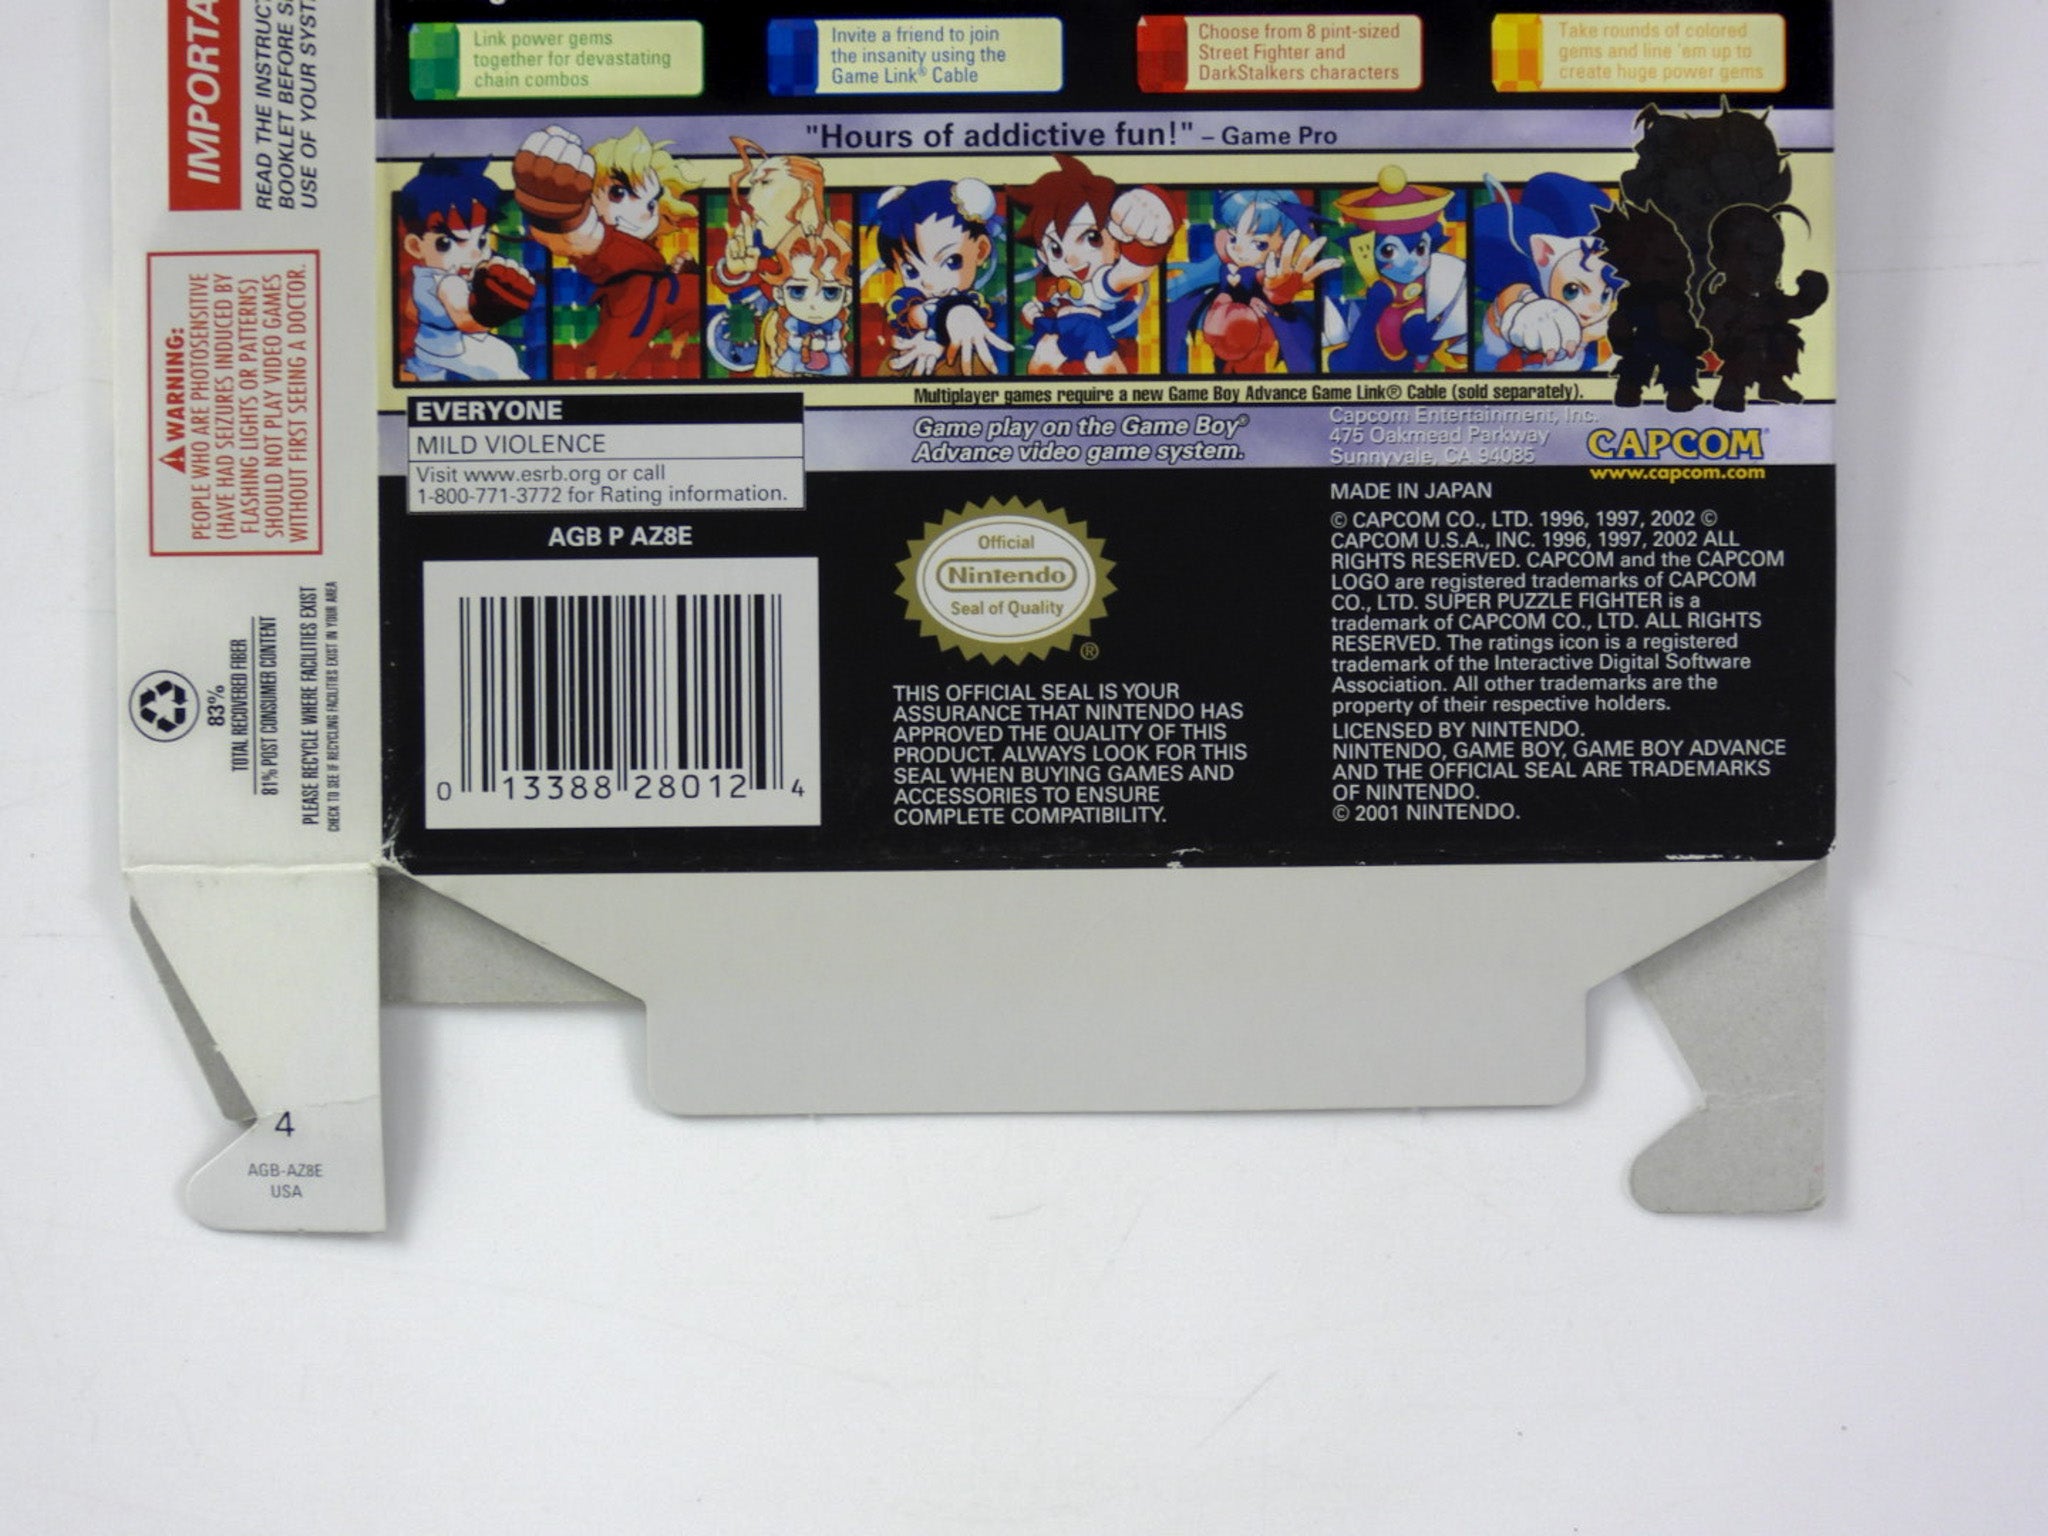 IMPORTA
READ THE INSTRUCT
BOOKLET BEFORE S
USE OF YOUR SYST
WARNING:
PEOPLE WHO ARE PHOTOSENSITIVE
(HAVE HAD SEIZURES INDUCED BY
FLASHING LIGHTS OR PATTERNS)
SHOULD NOT PLAY VIDEO GAMES
WITHOUT FIRST SEEING A DOCTOR.
83%
TOTAL RECOVERED FIBER
81% POST CONSUMER CONTENT
PLEASE RECYCLE WHERE FACILITIES EXIST
CHECK TO SEE IF RECYCLING FACILITIES EXIST IN YOUR AREA
4
AGB-AZ8E
USA
Link power gems
together for devastating
chain combos
Invite a friend to join
the insanity using the
Game Link® Cable
Choose from 8 pint-sized
Street Fighter and
DarkStalkers characters
Take rounds of colored
gems and line 'em up to
create huge power gems
"Hours of addictive fun!" – Game Pro
Multiplayer games require a new Game Boy Advance Game Link® Cable (sold separately).
EVERYONE
MILD VIOLENCE
Visit www.esrb.org or call
1-800-771-3772 for Rating information.
Game play on the Game Boy®
Advance video game system.
Capcom Entertainment, Inc.
475 Oakmead Parkway
Sunnyvale, CA 94085
CAPCOM®
www.capcom.com
AGB P AZ8E
0 13388 28012 4
Official
Nintendo
Seal of Quality
®
THIS OFFICIAL SEAL IS YOUR
ASSURANCE THAT NINTENDO HAS
APPROVED THE QUALITY OF THIS
PRODUCT. ALWAYS LOOK FOR THIS
SEAL WHEN BUYING GAMES AND
ACCESSORIES TO ENSURE
COMPLETE COMPATIBILITY.
MADE IN JAPAN
© CAPCOM CO., LTD. 1996, 1997, 2002 ©
CAPCOM U.S.A., INC. 1996, 1997, 2002 ALL
RIGHTS RESERVED. CAPCOM and the CAPCOM
LOGO are registered trademarks of CAPCOM
CO., LTD. SUPER PUZZLE FIGHTER is a
trademark of CAPCOM CO., LTD. ALL RIGHTS
RESERVED. The ratings icon is a registered
trademark of the Interactive Digital Software
Association. All other trademarks are the
property of their respective holders.
LICENSED BY NINTENDO.
NINTENDO, GAME BOY, GAME BOY ADVANCE
AND THE OFFICIAL SEAL ARE TRADEMARKS
OF NINTENDO.
© 2001 NINTENDO.